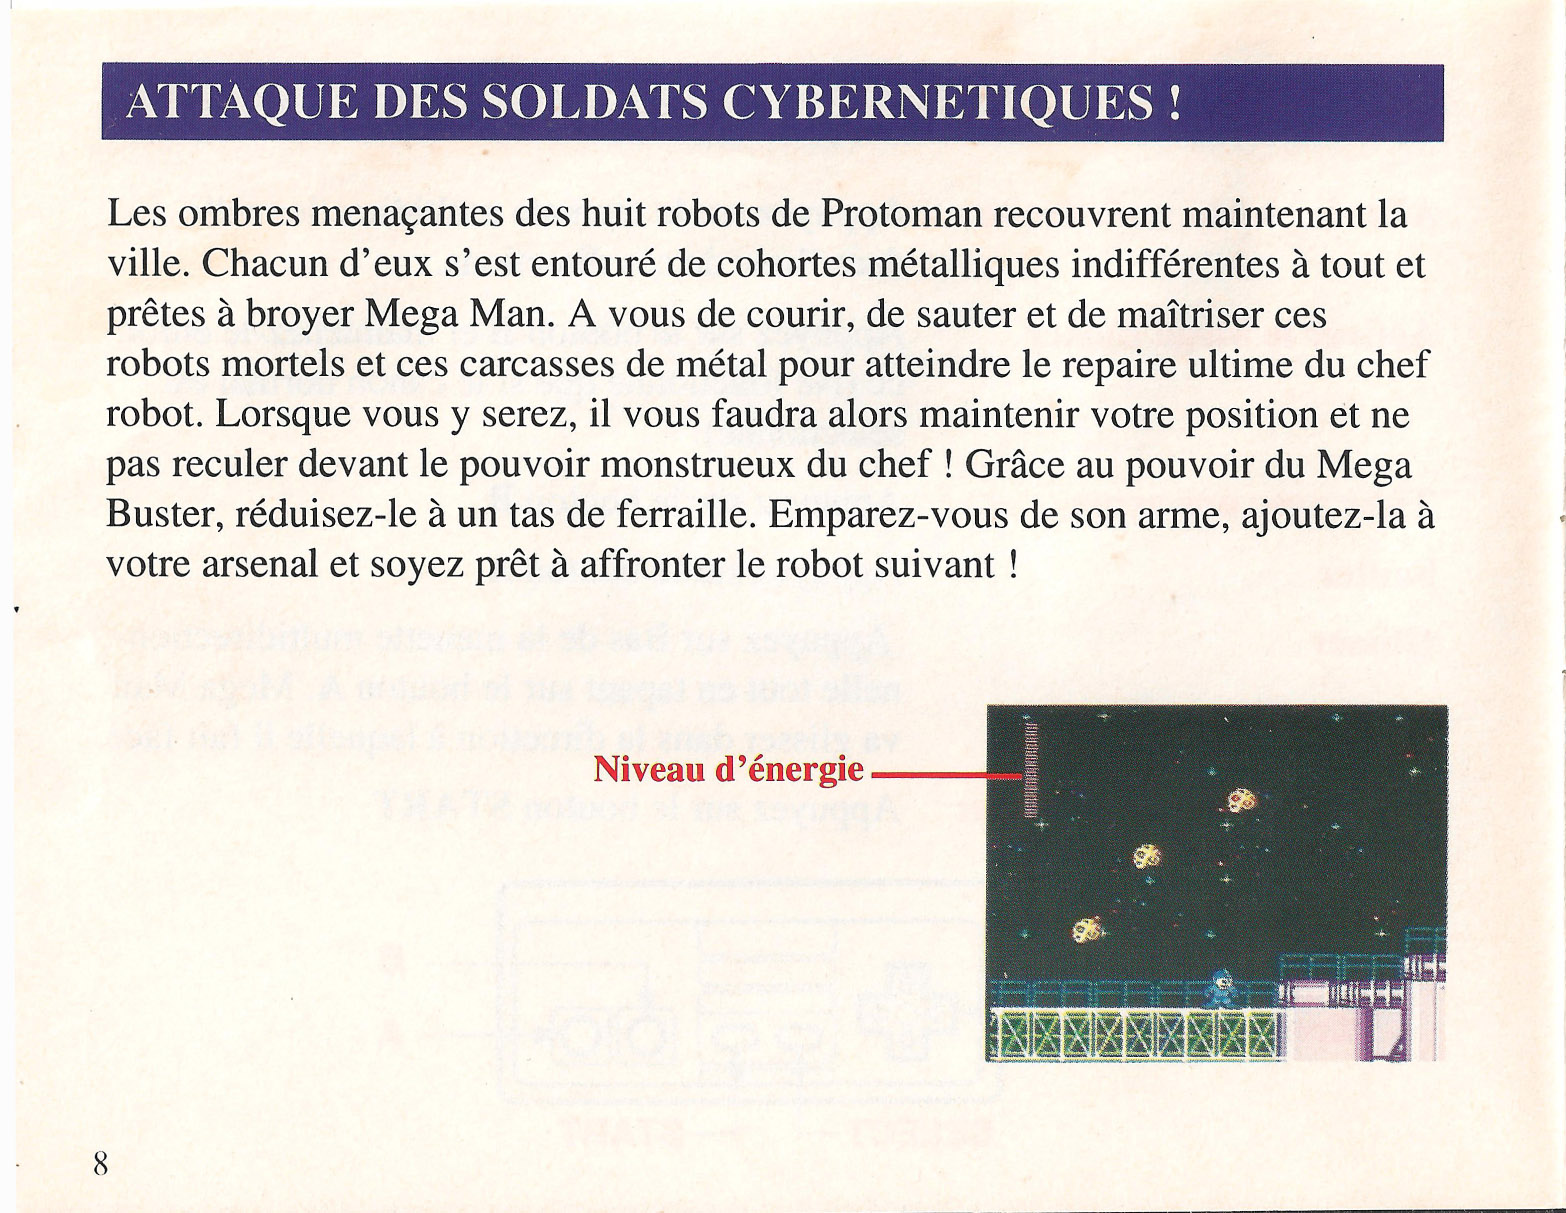 ATTAQUE DES SOLDATS CYBERNETIQUES !
Les ombres menaçantes des huit robots de Protoman recouvrent maintenant la
ville. Chacun d’eux s’est entouré de cohortes métalliques indifférentes à tout et
prêtes à broyer Mega Man. A vous de courir, de sauter et de maîtriser ces
robots mortels et ces carcasses de métal pour atteindre le repaire ultime du chef
robot. Lorsque vous y serez, il vous faudra alors maintenir votre position et ne
pas reculer devant le pouvoir monstrueux du chef ! Grâce au pouvoir du Mega
Buster, réduisez-le à un tas de ferraille. Emparez-vous de son arme, ajoutez-la à
votre arsenal et soyez prêt à affronter le robot suivant !
Niveau d’énergie
8